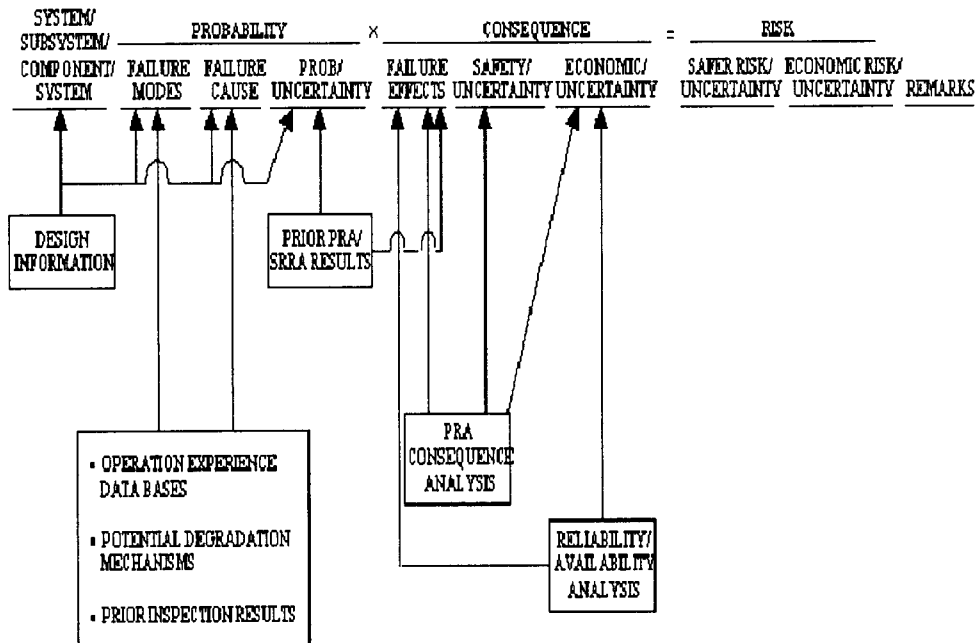 SYSTEM/
SUBSYSTEM/
COMPONENT/
SYSTEM
PROBABILITY × CONSEQUENCE = RISK
FAILURE
MODES
FAILURE
CAUSE
PROB/
UNCERTAINTY
FAILURE
EFFECTS
SAFETY/
UNCERTAINTY
ECONOMIC/
UNCERTAINTY
SAFER RISK/
UNCERTAINTY
ECONOMIC RISK/
UNCERTAINTY
REMARKS
DESIGN
INFORMATION
PRIOR PRA/
SRRA RESULTS
PRA
CONSEQUENCE
ANALYSIS
▪ OPERATION EXPERIENCE
DATA BASES
▪ POTENTIAL DEGRADATION
MECHANISMS
▪ PRIOR INSPECTION RESULTS
RELIABILITY/
AVAILABILITY
ANALYSIS